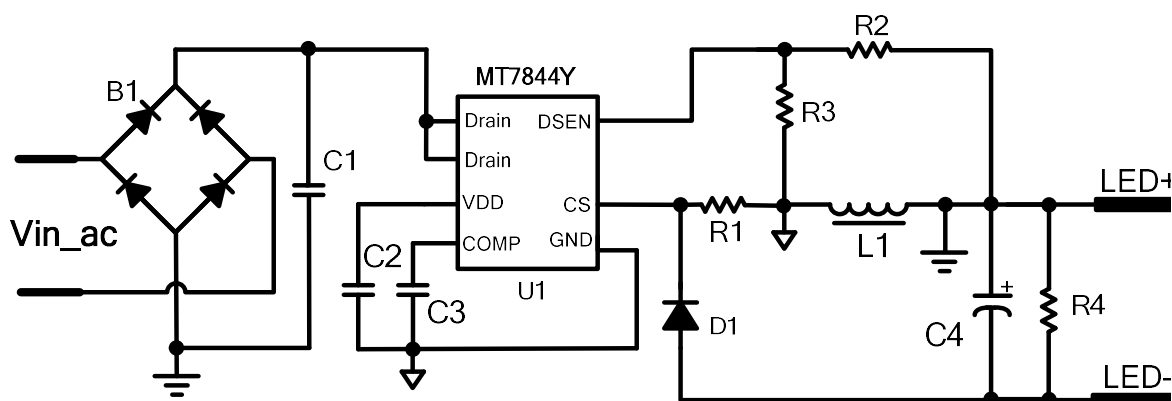 B1
MT7844Y
R2
Drain
DSEN
R3
Drain
C1
VDD
CS
LED+
Vin_ac
COMP
GND
R1
L1
C2
U1
C3
D1
+
C4
R4
LED-